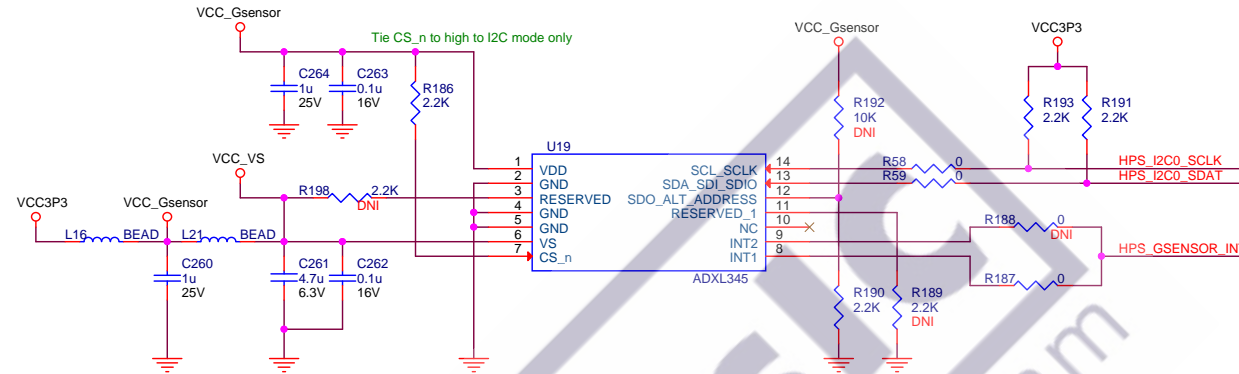 VCC_Gsensor
Tie CS_n to high to I2C mode only
VCC_Gsensor
VCC3P3
C264
1u
25V
C263
0.1u
16V
R186
2.2K
R192
10K
DNI
R193
2.2K
R191
2.2K
U19
VCC_VS
1 VDD
2 GND
3 RESERVED
4 GND
5 GND
6 VS
7 CS_n
SCL_SCLK 14
SDA_SDI_SDIO 13
SDO_ALT_ADDRESS 12
RESERVED_1 11
NC 10
INT2 9
INT1 8
ADXL345
R58 0
R59 0
HPS_I2C0_SCLK
HPS_I2C0_SDAT
R198 2.2K
DNI
VCC3P3
VCC_Gsensor
L16 BEAD
L21 BEAD
R188 0
DNI
HPS_GSENSOR_INT
R187 0
C260
1u
25V
C261
4.7u
6.3V
C262
0.1u
16V
R190
2.2K
R189
2.2K
DNI